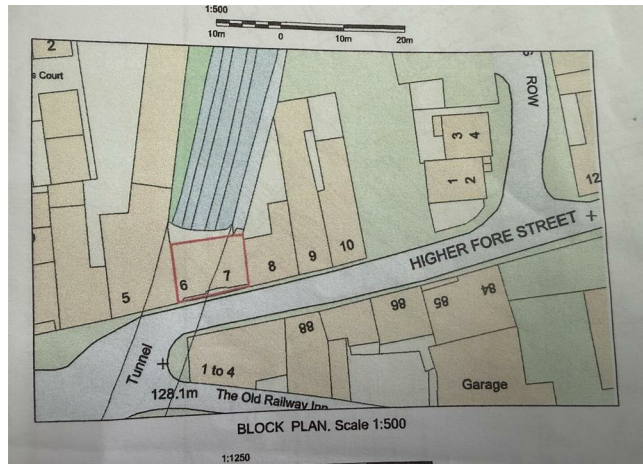 1:500
10m 0 10m 20m
2
s Court
ROW
3
4
1
2
12
HIGHER FORE STREET
10
9
8
7
6
5
84
85
86
88
Tunnel
128.1m
1 to 4
The Old Railway Inn
Garage
BLOCK PLAN. Scale 1:500
1:1250